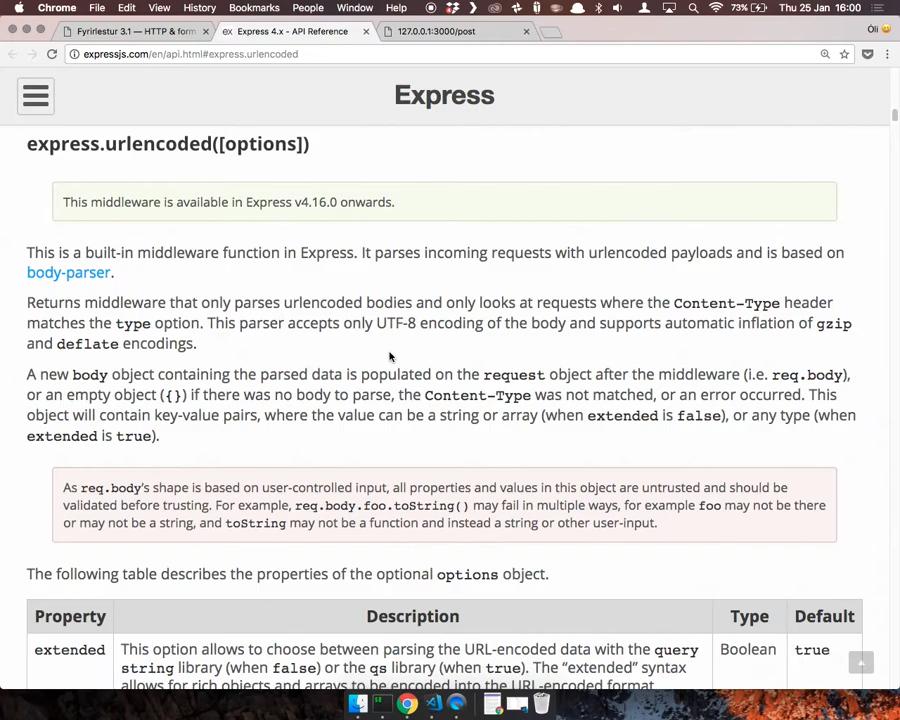 Chrome File Edit View History Bookmarks People Window Help 73% Thu 25 Jan 16:00
Fyrirlestur 3.1 — HTTP & form Express 4.x - API Reference 127.0.0.1:3000/post Óli
expressjs.com/en/api.html#express.urlencoded
Express
express.urlencoded([options])
This middleware is available in Express v4.16.0 onwards.
This is a built-in middleware function in Express. It parses incoming requests with urlencoded payloads and is based on
body-parser.
Returns middleware that only parses urlencoded bodies and only looks at requests where the Content-Type header
matches the type option. This parser accepts only UTF-8 encoding of the body and supports automatic inflation of gzip
and deflate encodings.
A new body object containing the parsed data is populated on the request object after the middleware (i.e. req.body),
or an empty object ({}) if there was no body to parse, the Content-Type was not matched, or an error occurred. This
object will contain key-value pairs, where the value can be a string or array (when extended is false), or any type (when
extended is true).
As req.body’s shape is based on user-controlled input, all properties and values in this object are untrusted and should be
validated before trusting. For example, req.body.foo.toString() may fail in multiple ways, for example foo may not be there
or may not be a string, and toString may not be a function and instead a string or other user-input.
The following table describes the properties of the optional options object.
Property Description Type Default
extended This option allows to choose between parsing the URL-encoded data with the query Boolean true
string library (when false) or the qs library (when true). The “extended” syntax
allows for rich objects and arrays to be encoded into the URL-encoded format